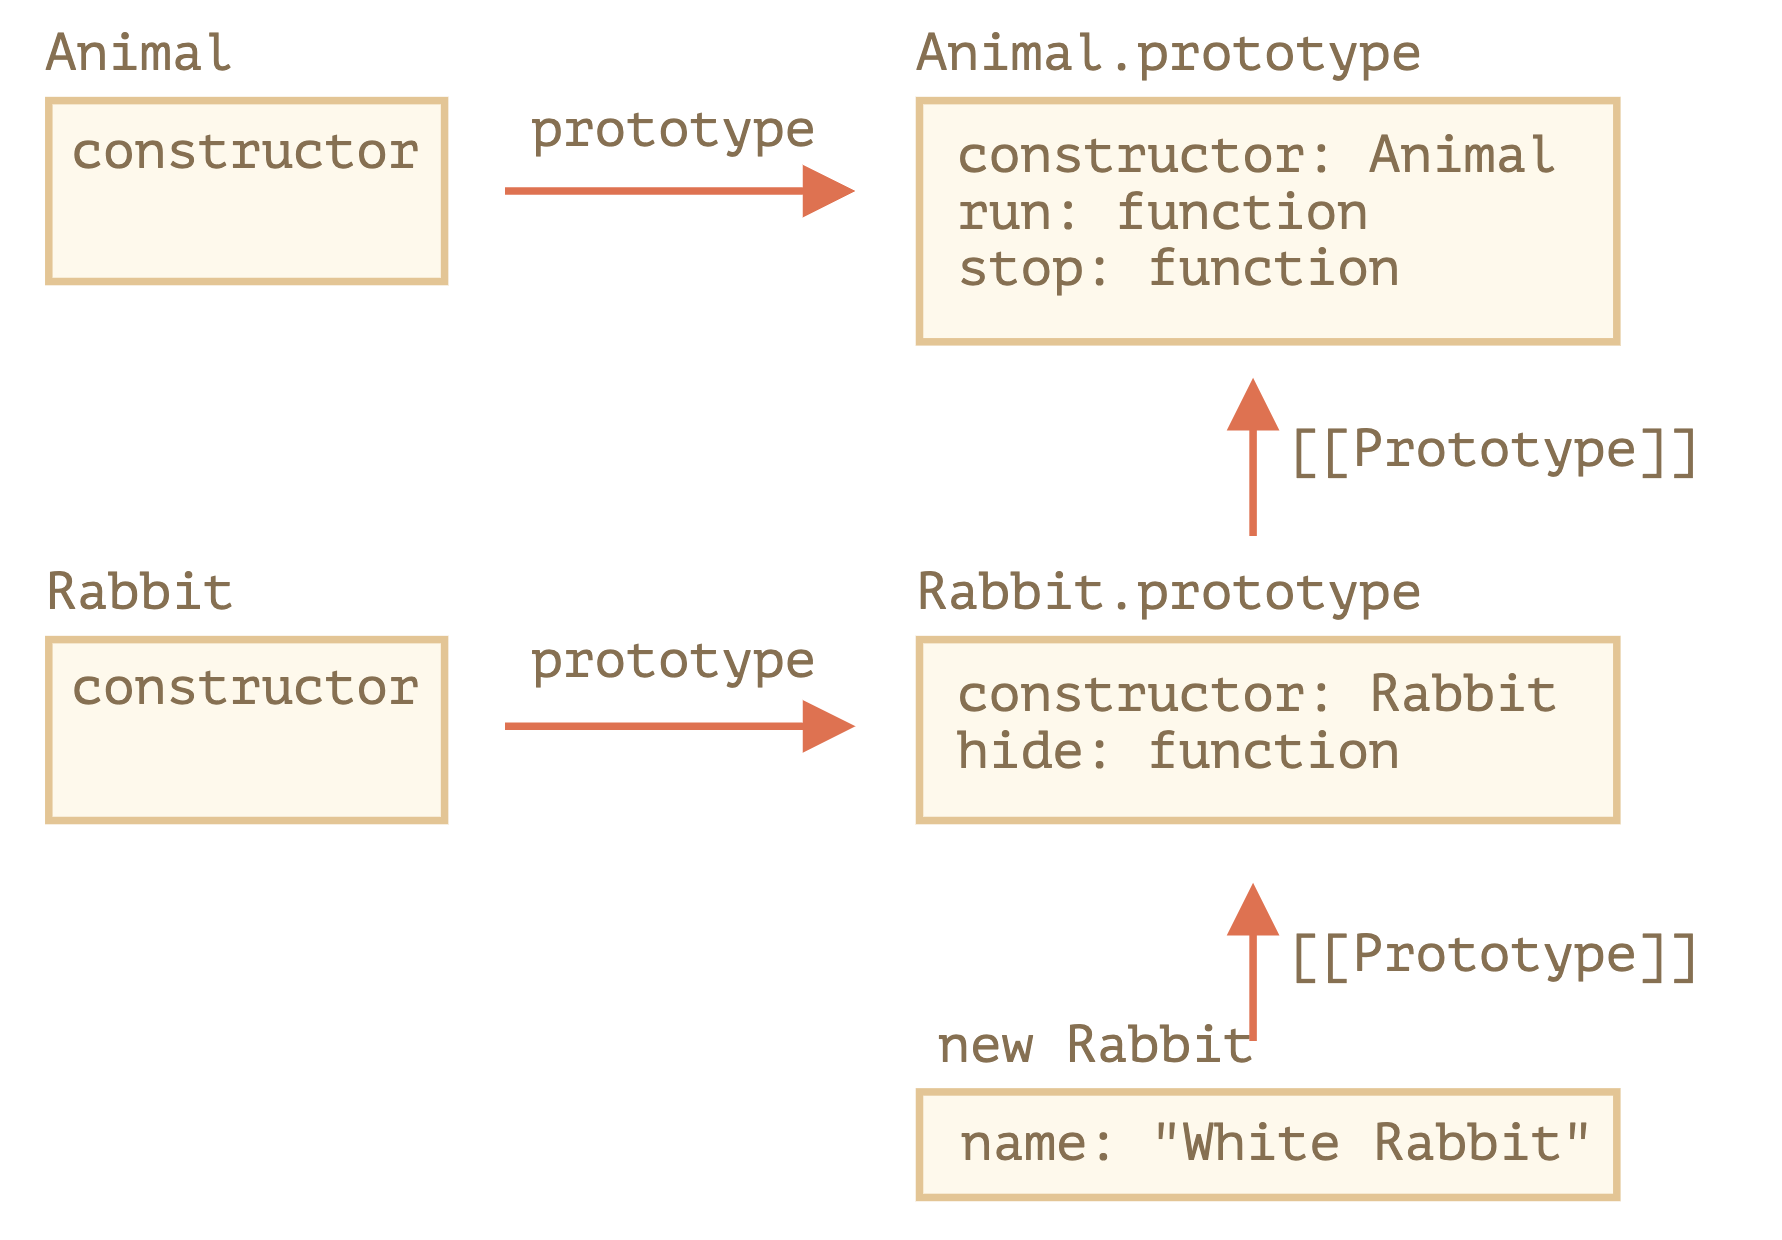 Animal
constructor
prototype
Animal.prototype
constructor: Animal
run: function
stop: function
[[Prototype]]
Rabbit
constructor
prototype
Rabbit.prototype
constructor: Rabbit
hide: function
[[Prototype]]
new Rabbit
name: "White Rabbit"